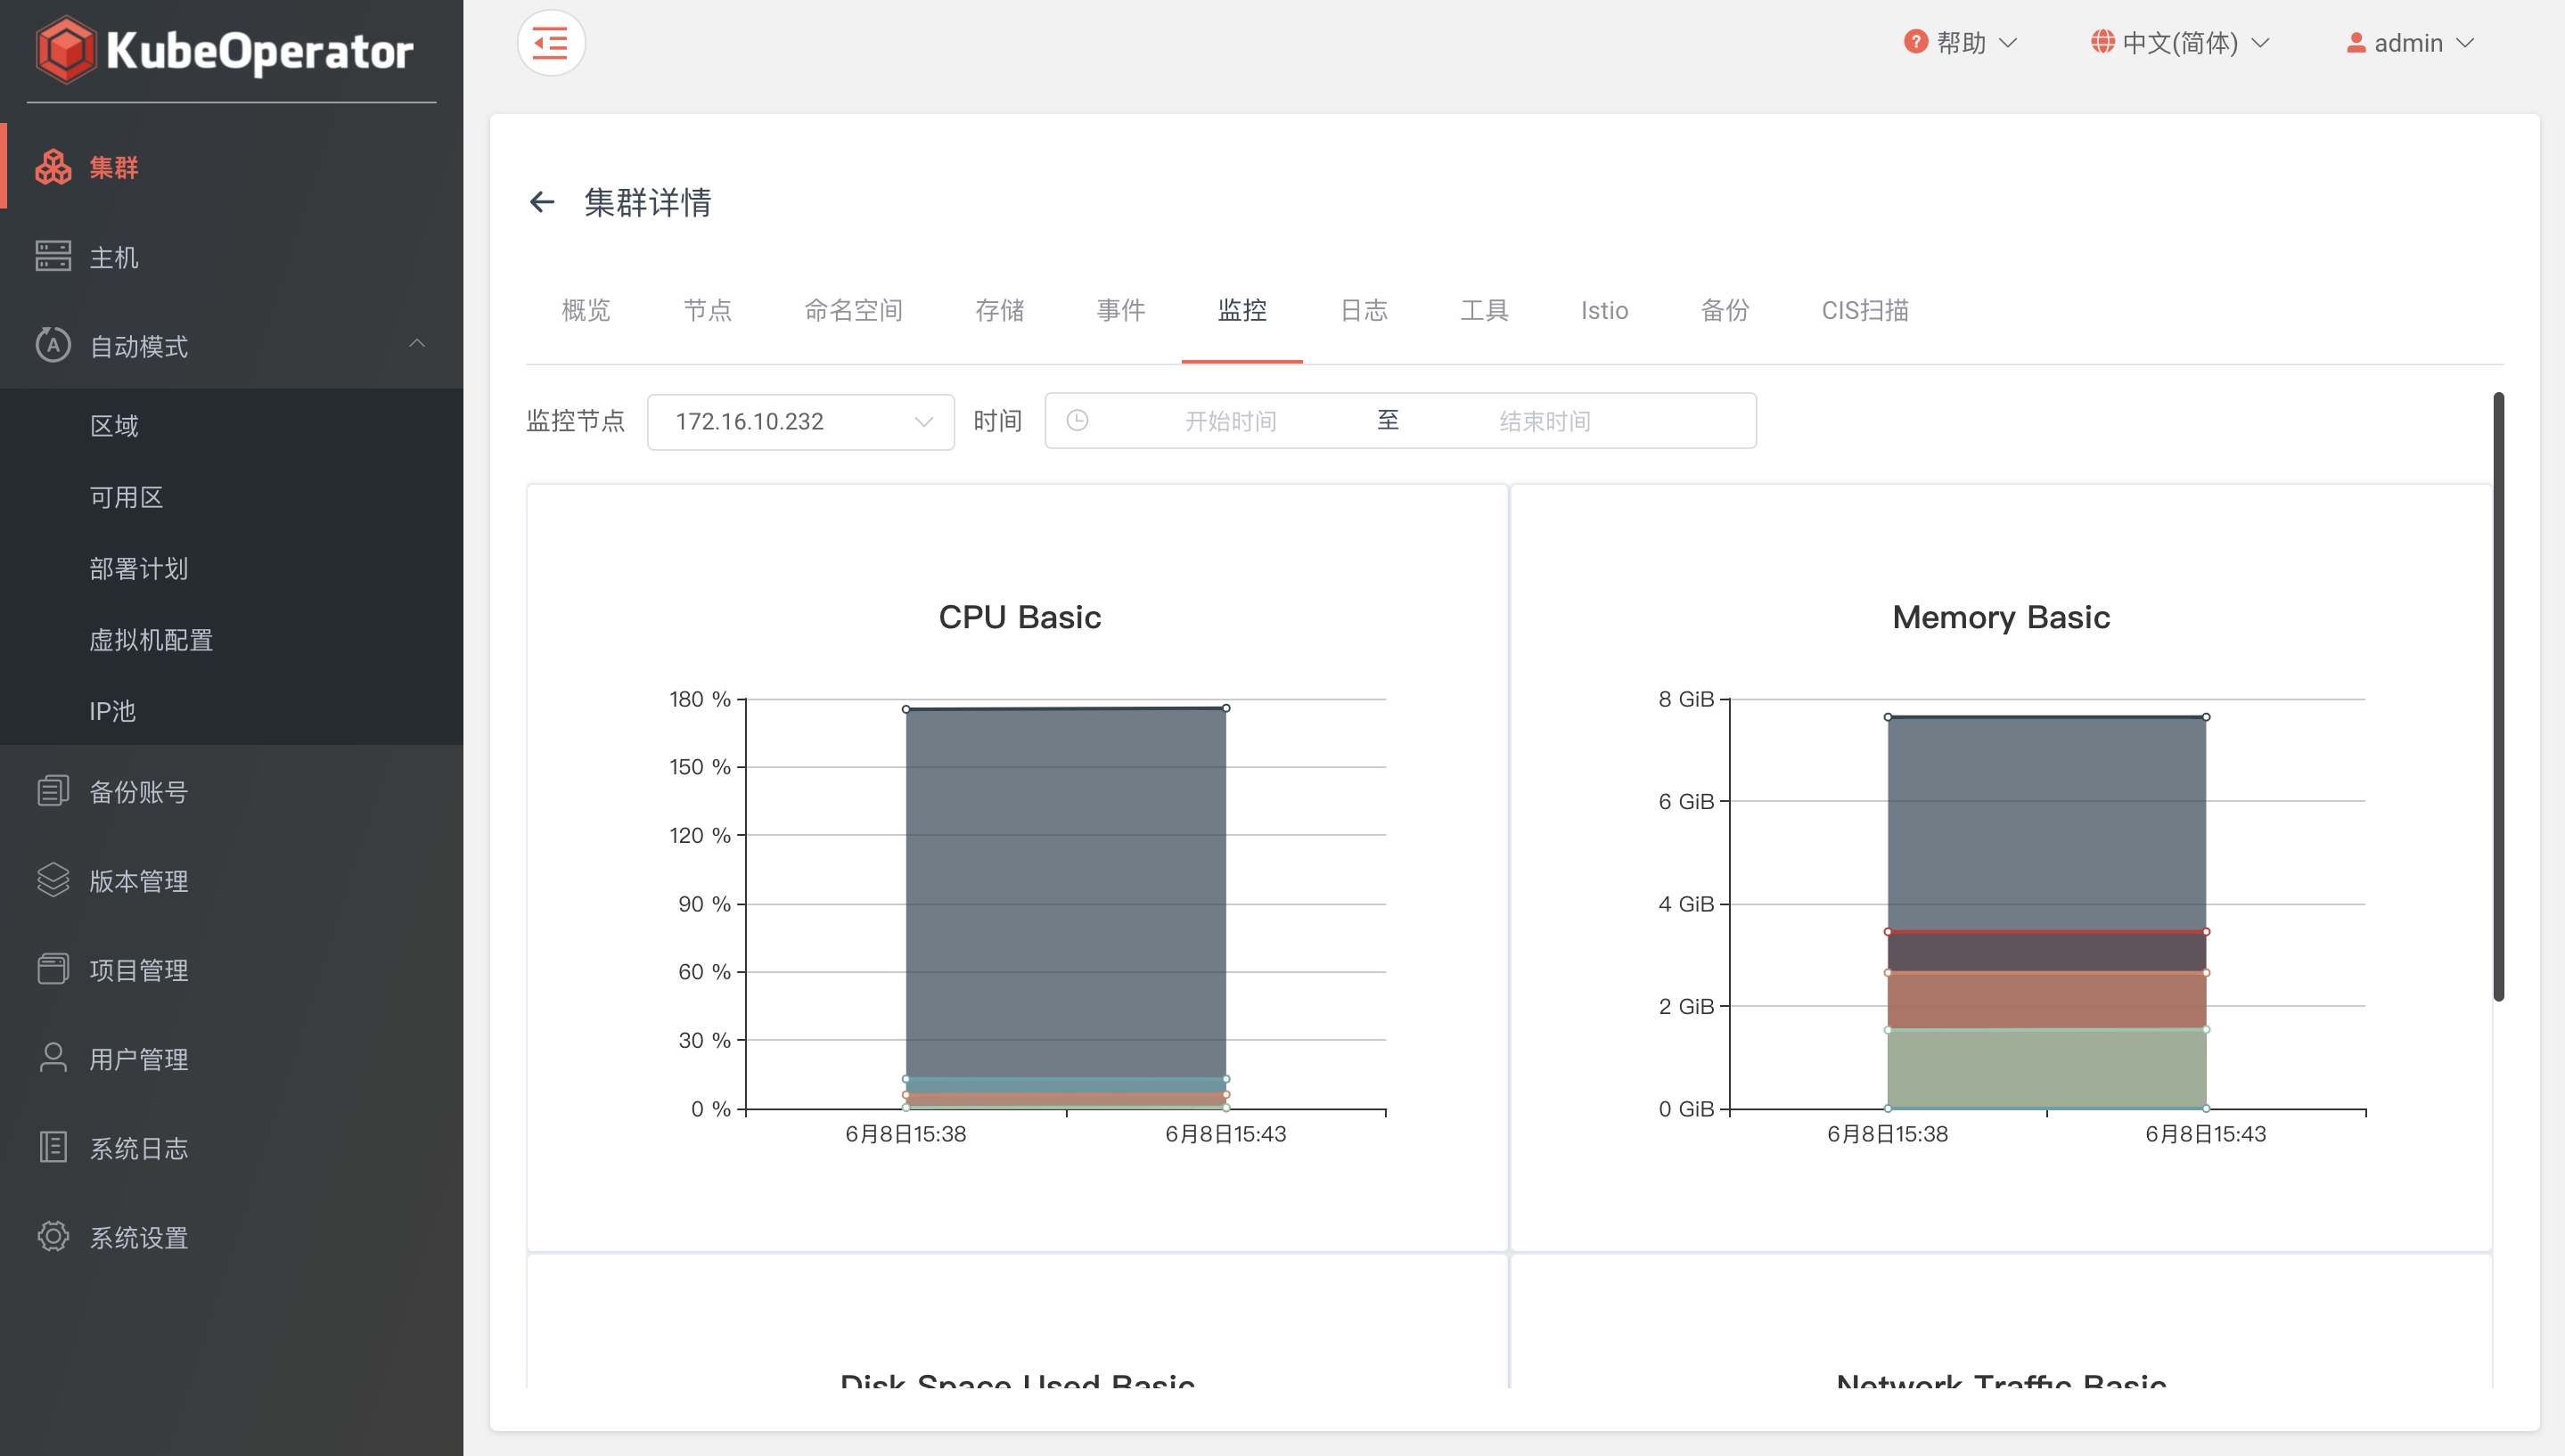 KubeOperator
帮助
中文(简体)
admin
集群
主机
自动模式
区域
可用区
部署计划
虚拟机配置
IP池
备份账号
版本管理
项目管理
用户管理
系统日志
系统设置
集群详情
概览 节点 命名空间 存储 事件 监控 日志 工具 Istio 备份 CIS扫描
监控节点 172.16.10.232 时间 开始时间 至 结束时间
CPU Basic
180 %
150 %
120 %
90 %
60 %
30 %
0 %
6月8日15:38 6月8日15:43
Memory Basic
8 GiB
6 GiB
4 GiB
2 GiB
0 GiB
6月8日15:38 6月8日15:43
Disk Space Used Basic
Network Traffic Basic